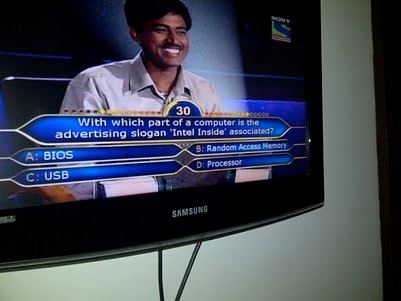 SONY
30
With which part of a computer is the
advertising slogan 'Intel Inside' associated?
A: BIOS
B: Random Access Memory
C: USB
D: Processor
SAMSUNG